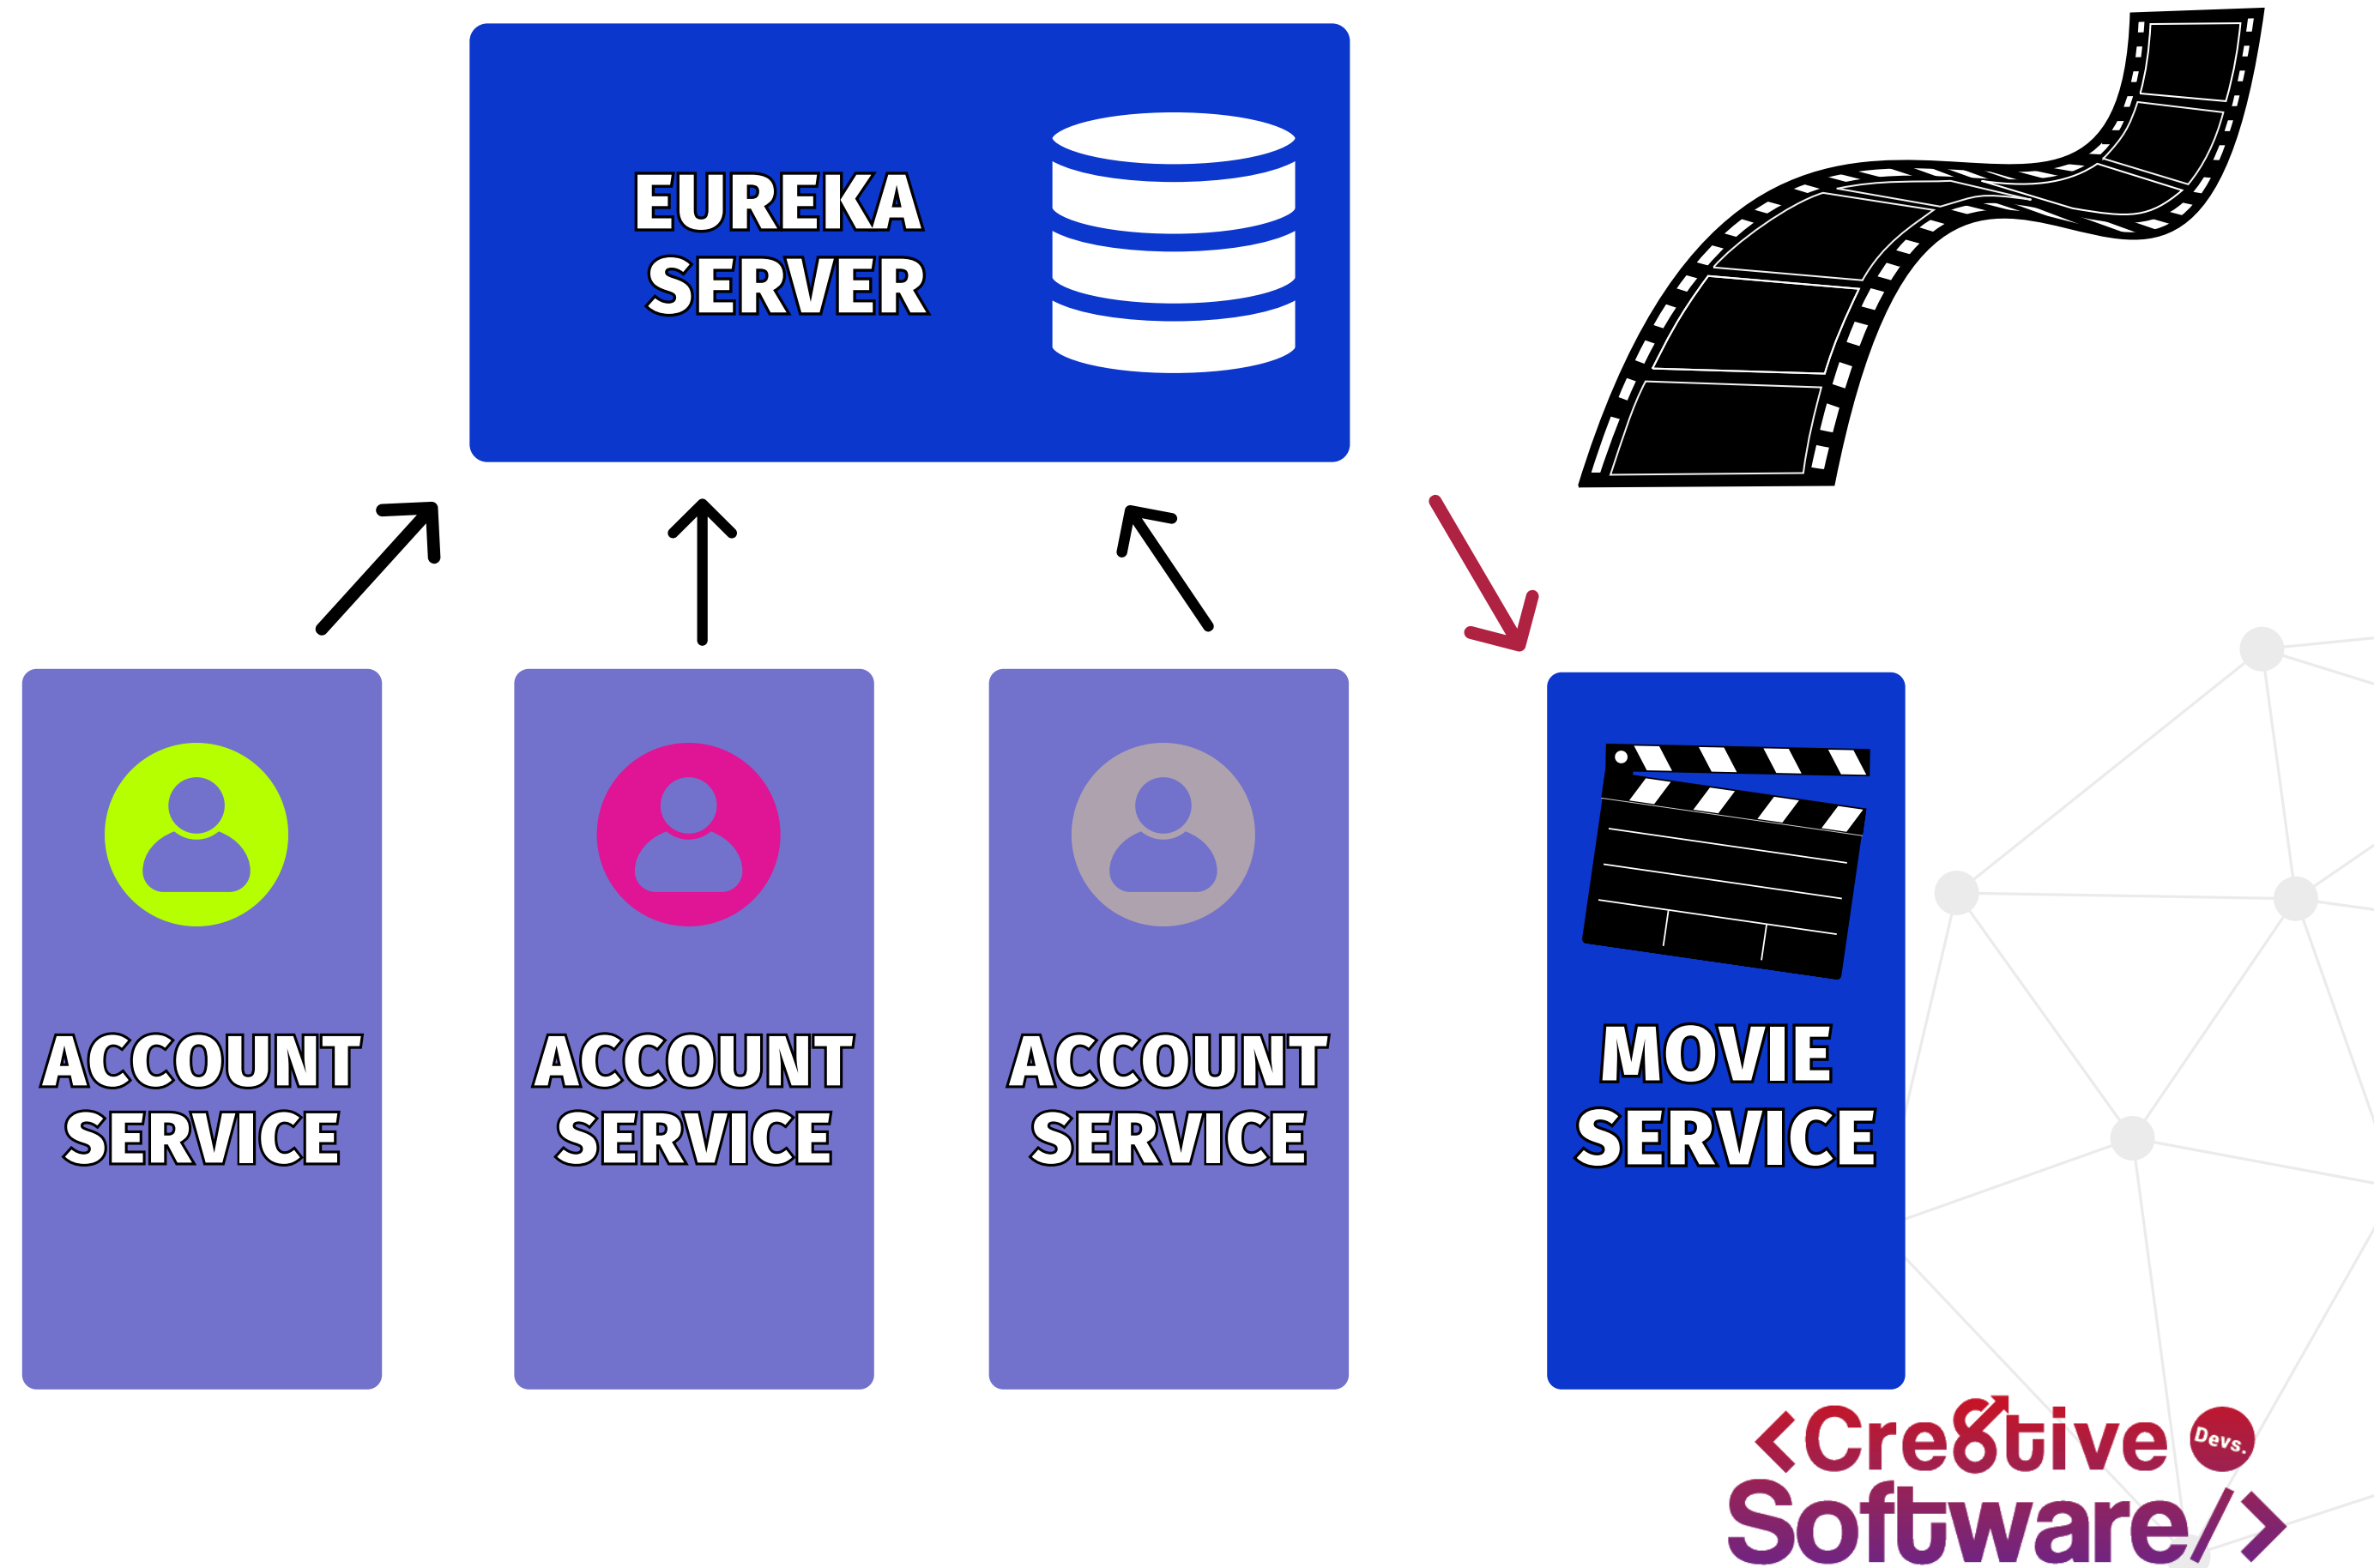 EUREKA
SERVER
ACCOUNT
SERVICE
ACCOUNT
SERVICE
ACCOUNT
SERVICE
MOVIE
SERVICE
<Cre8tive Devs.
Software/>